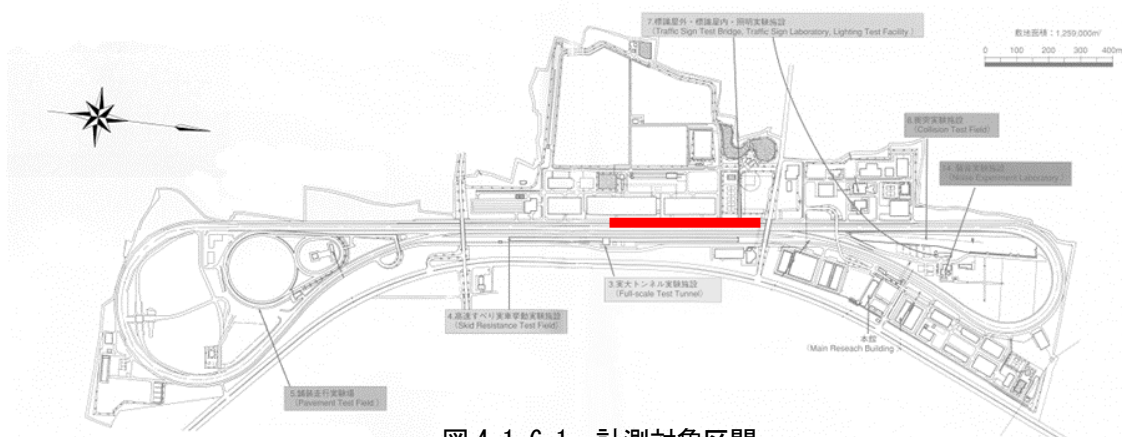 7.標識屋外・標識屋内・照明実験施設
(Traffic Sign Test Bridge, Traffic Sign Laboratory, Lighting Test Facility )
敷地面積：1,259,000㎡
0 100 200 300 400m
8.衝突実験施設
(Collision Test Field)
14.騒音実験施設
(Noise Experiment Laboratory )
3.実大トンネル実験施設
(Full-scale Test Tunnel)
4.高速すべり実車挙動実験施設
(Skid Resistance Test Field)
本館
(Main Reseach Building )
5.舗装走行実験場
(Pavement Test Field )
図 4.1.6-1 計測対象区間